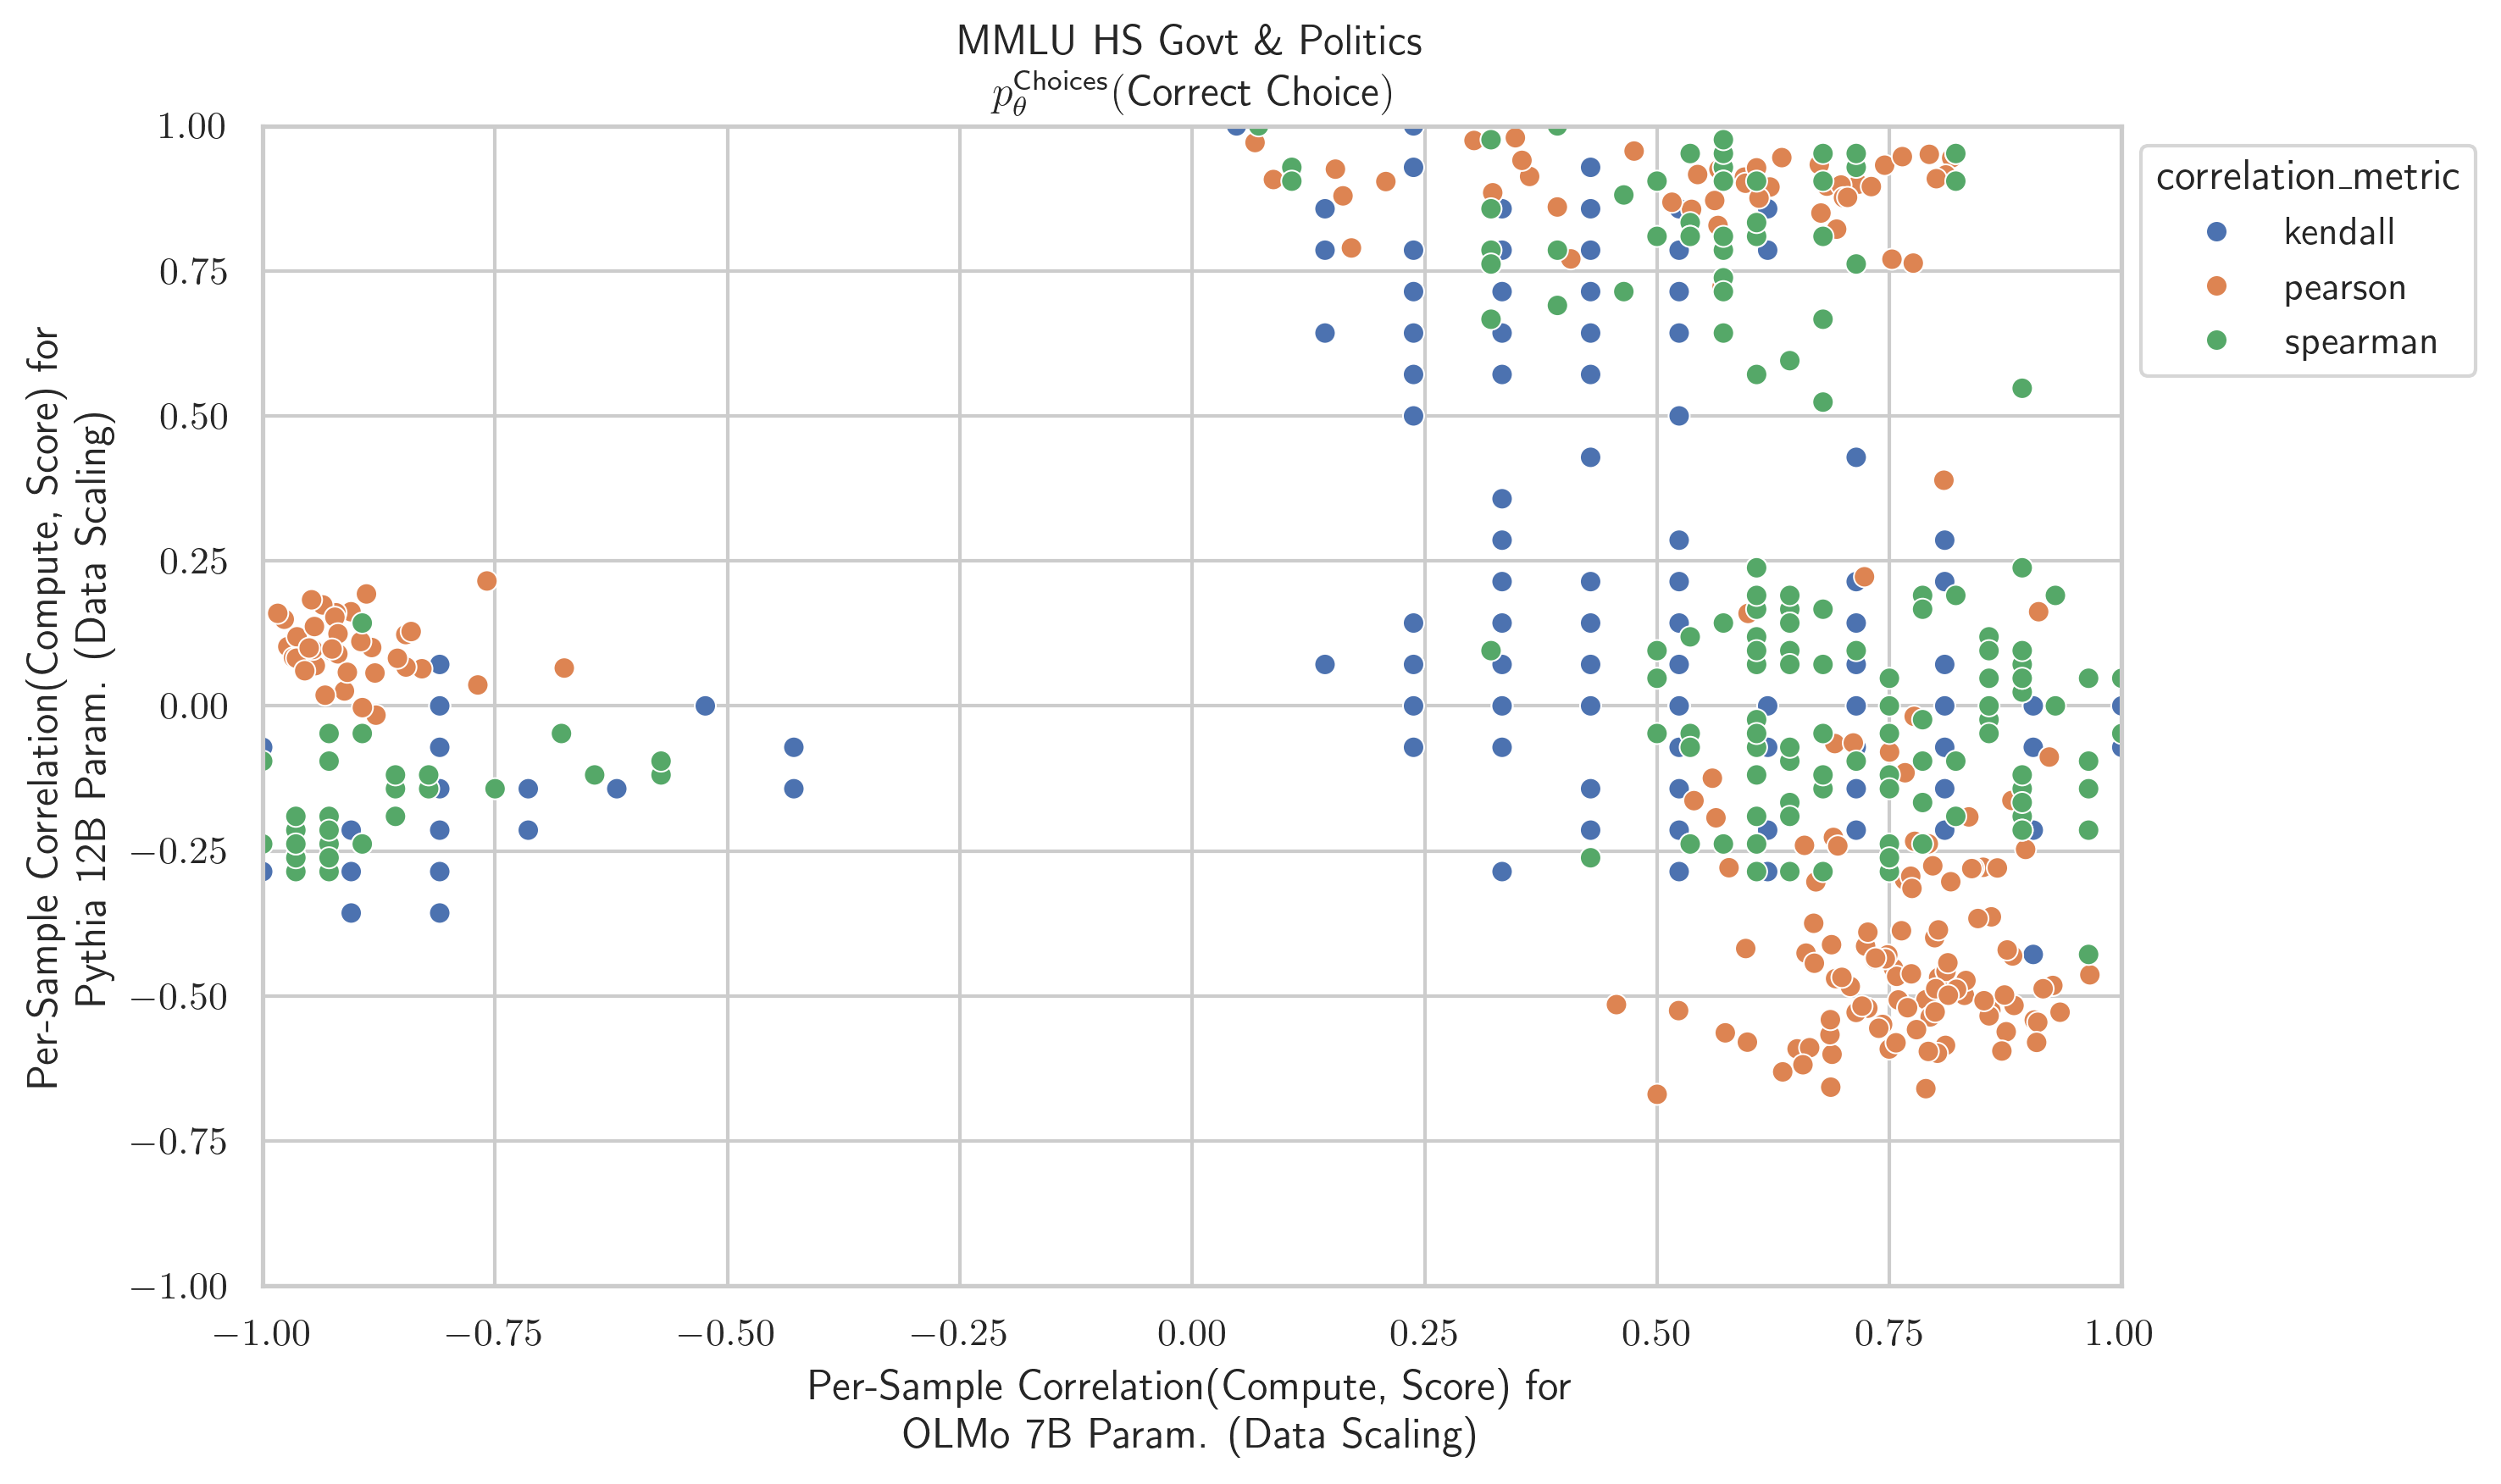 MMLU HS Govt & Politics
p_θ^Choices(Correct Choice)
Per-Sample Correlation(Compute, Score) for
Pythia 12B Param. (Data Scaling)
1.00
0.75
0.50
0.25
0.00
−0.25
−0.50
−0.75
−1.00
−1.00 −0.75 −0.50 −0.25 0.00 0.25 0.50 0.75 1.00
Per-Sample Correlation(Compute, Score) for
OLMo 7B Param. (Data Scaling)
correlation_metric
kendall
pearson
spearman